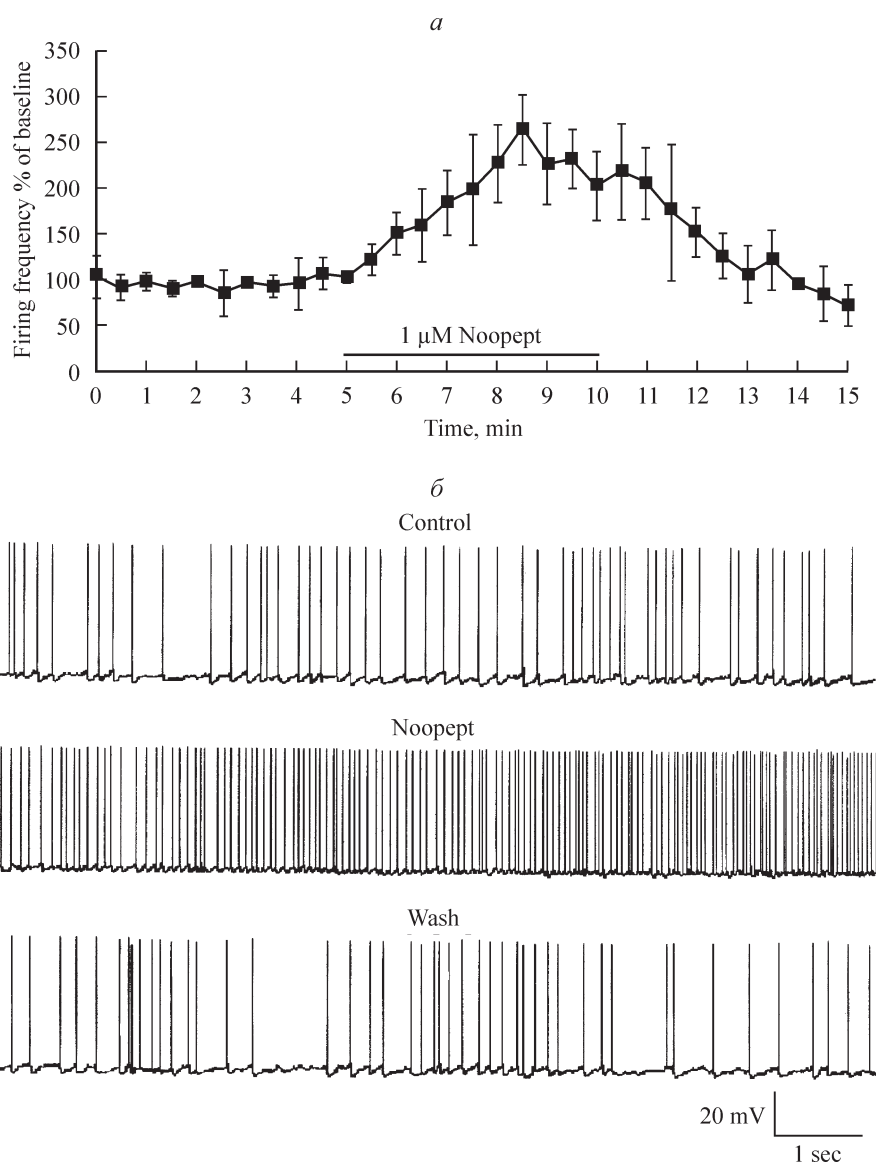 а
Firing frequency % of baseline
350
300
250
200
150
100
50
0
1 μM Noopept
0 1 2 3 4 5 6 7 8 9 10 11 12 13 14 15
Time, min
б
Control
Noopept
Wash
20 mV
1 sec